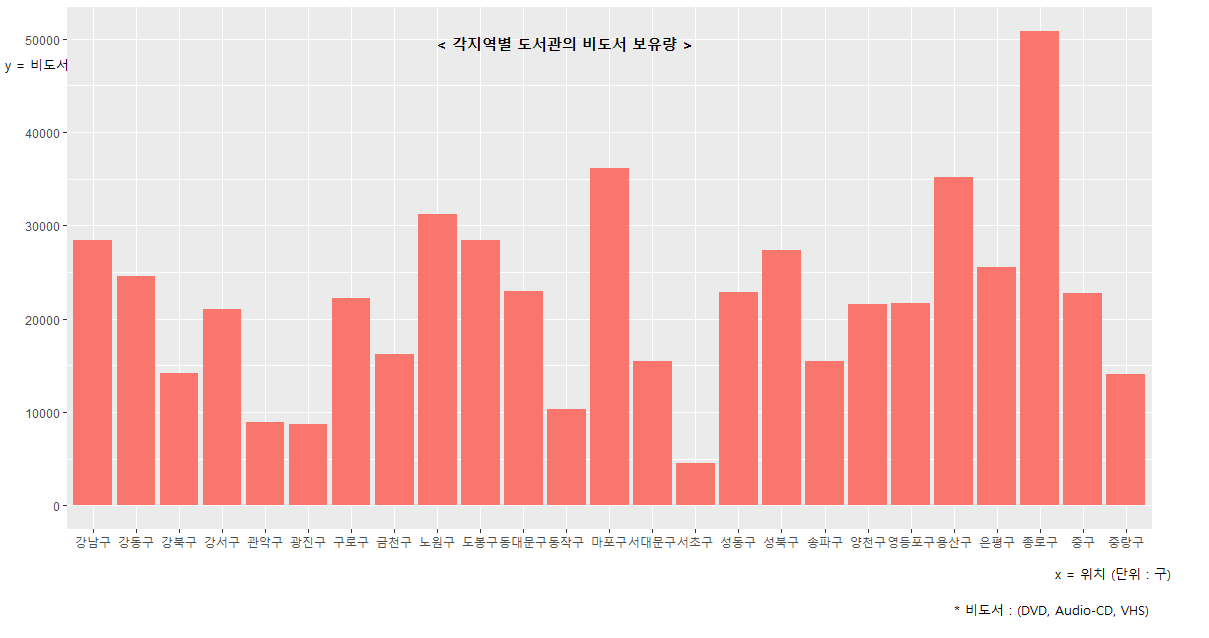 < 각지역별 도서관의 비도서 보유량 >
y = 비도서
50000
40000
30000
20000
10000
0
강남구 강동구 강북구 강서구 관악구 광진구 구로구 금천구 노원구 도봉구 동대문구 동작구 마포구 서대문구 서초구 성동구 성북구 송파구 양천구 영등포구 용산구 은평구 종로구 중구 중랑구
x = 위치 (단위 : 구)
* 비도서 : (DVD, Audio-CD, VHS)